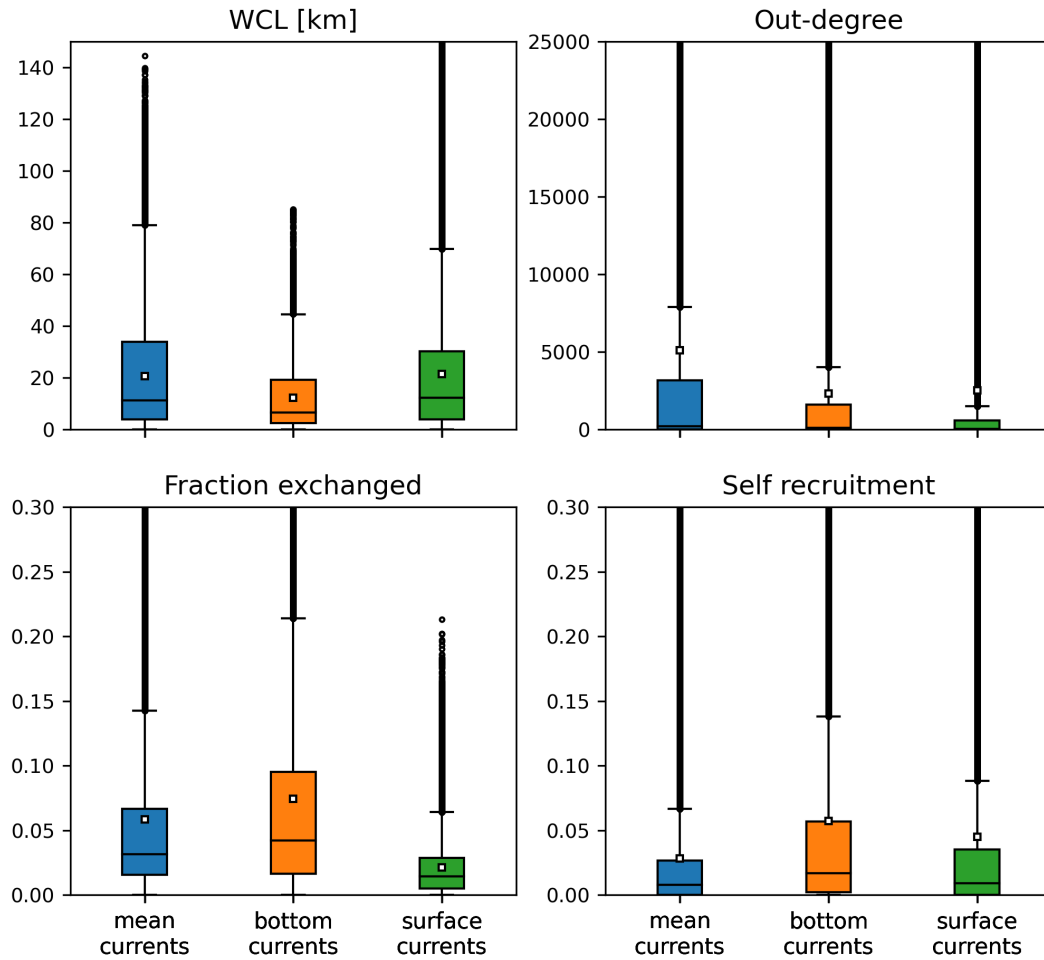 WCL [km]
140
120
100
80
60
40
20
0
Out-degree
25000
20000
15000
10000
5000
0
Fraction exchanged
0.30
0.25
0.20
0.15
0.10
0.05
0.00
mean
currents
bottom
currents
surface
currents
Self recruitment
0.30
0.25
0.20
0.15
0.10
0.05
0.00
mean
currents
bottom
currents
surface
currents